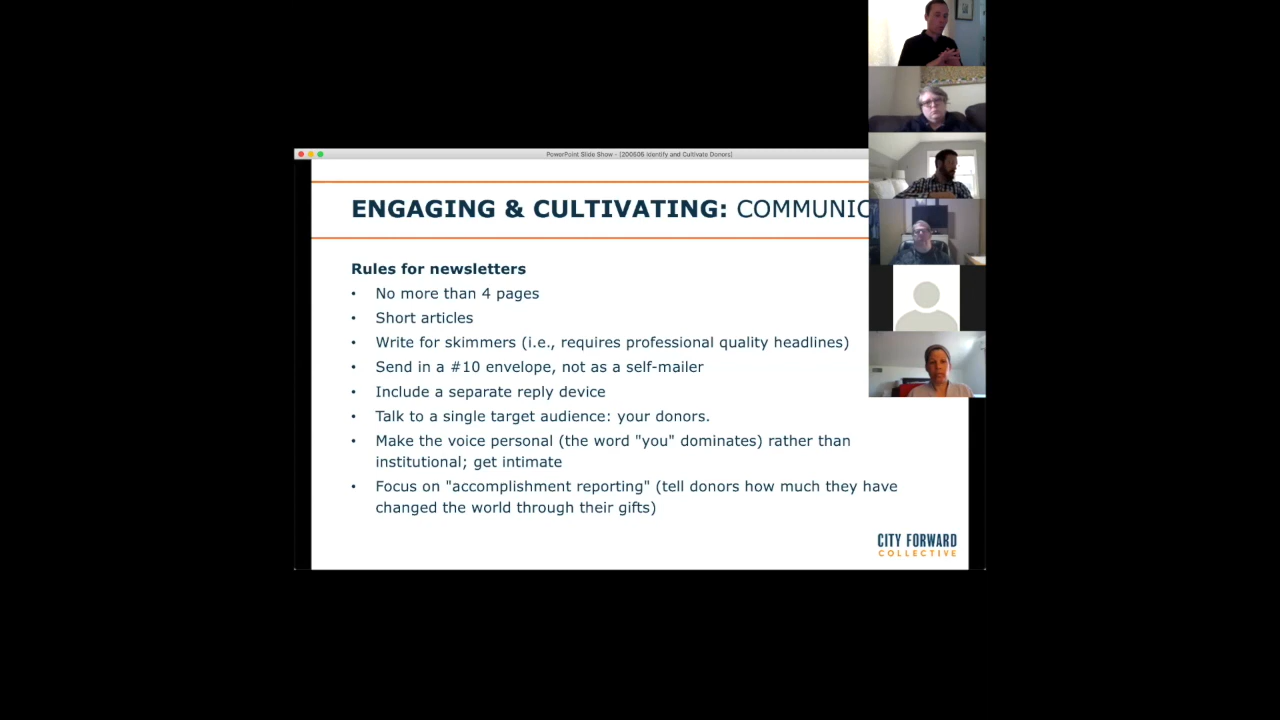 PowerPoint Slide Show - [200506 Identify and Cultivate Donors]
ENGAGING & CULTIVATING: COMMUNIC
Rules for newsletters
• No more than 4 pages
• Short articles
• Write for skimmers (i.e., requires professional quality headlines)
• Send in a #10 envelope, not as a self-mailer
• Include a separate reply device
• Talk to a single target audience: your donors.
• Make the voice personal (the word "you" dominates) rather than
institutional; get intimate
• Focus on "accomplishment reporting" (tell donors how much they have
changed the world through their gifts)
CITY FORWARD
COLLECTIVE